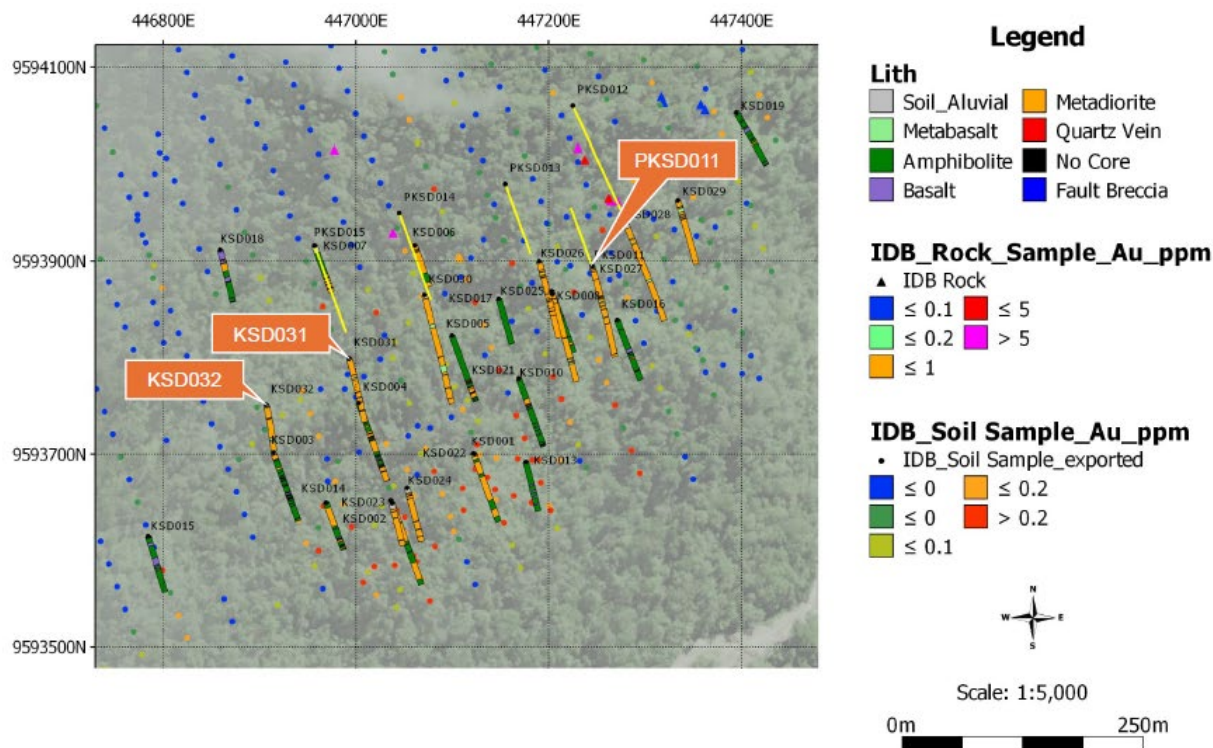 446800E 447000E 447200E 447400E
9594100N
9593900N
9593700N
9593500N
PKSD012
KSD019
PKSD011
PKSD013
KSD029
PKSD014
KSD028
PKSD015
KSD007
KSD006
KSD018
KSD011
KSD026
KSD027
KSD030
KSD017
KSD025
KSD008
KSD016
KSD005
KSD031
KSD031
KSD032
KSD032
KSD004
KSD021
KSD010
KSD003
KSD001
KSD022
KSD013
KSD014
KSD023
KSD024
KSD002
KSD015
Legend
Lith
Soil_Aluvial Metadiorite
Metabasalt Quartz Vein
Amphibolite No Core
Basalt Fault Breccia
IDB_Rock_Sample_Au_ppm
IDB Rock
≤ 0.1 ≤ 5
≤ 0.2 > 5
≤ 1
IDB_Soil Sample_Au_ppm
IDB_Soil Sample_exported
≤ 0 ≤ 0.2
≤ 0 > 0.2
≤ 0.1
N
W E
S
Scale: 1:5,000
0m 250m